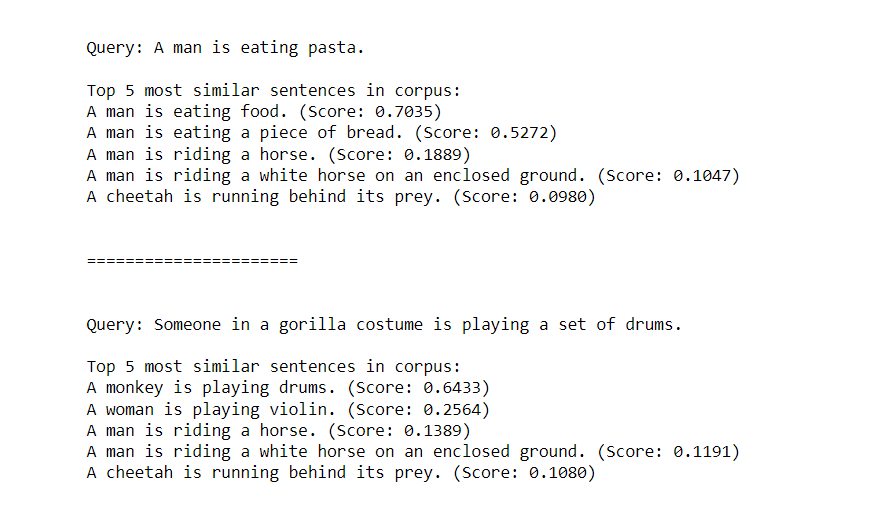 Query: A man is eating pasta.
Top 5 most similar sentences in corpus:
A man is eating food. (Score: 0.7035)
A man is eating a piece of bread. (Score: 0.5272)
A man is riding a horse. (Score: 0.1889)
A man is riding a white horse on an enclosed ground. (Score: 0.1047)
A cheetah is running behind its prey. (Score: 0.0980)
======================
Query: Someone in a gorilla costume is playing a set of drums.
Top 5 most similar sentences in corpus:
A monkey is playing drums. (Score: 0.6433)
A woman is playing violin. (Score: 0.2564)
A man is riding a horse. (Score: 0.1389)
A man is riding a white horse on an enclosed ground. (Score: 0.1191)
A cheetah is running behind its prey. (Score: 0.1080)